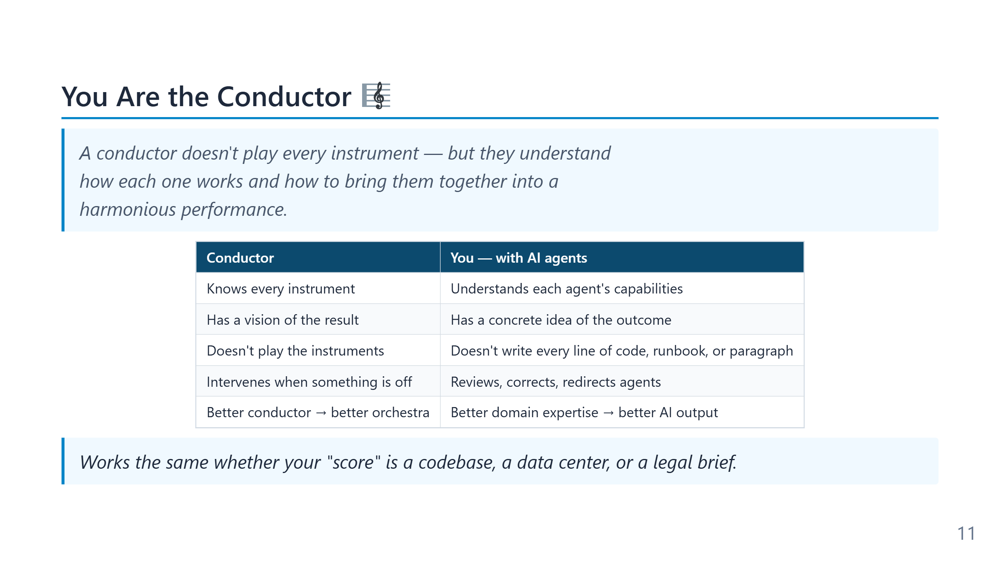 You Are the Conductor
A conductor doesn't play every instrument — but they understand
how each one works and how to bring them together into a
harmonious performance.
Conductor
You — with AI agents
Knows every instrument
Understands each agent's capabilities
Has a vision of the result
Has a concrete idea of the outcome
Doesn't play the instruments
Doesn't write every line of code, runbook, or paragraph
Intervenes when something is off
Reviews, corrects, redirects agents
Better conductor → better orchestra
Better domain expertise → better AI output
Works the same whether your "score" is a codebase, a data center, or a legal brief.
11